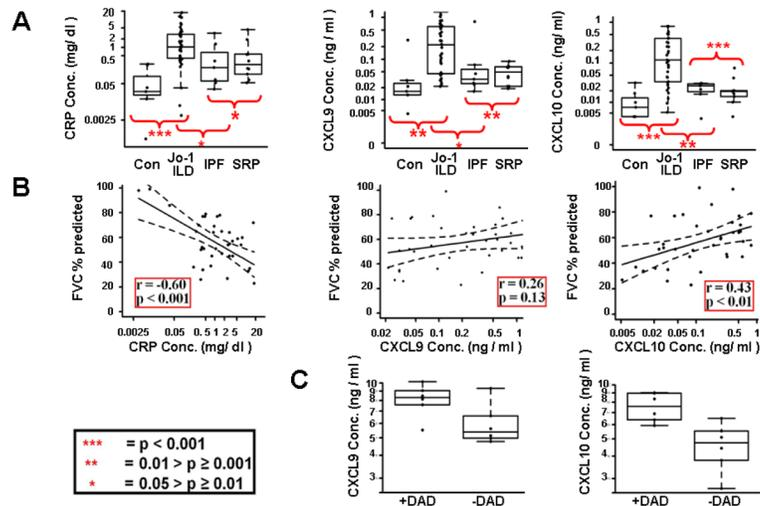 A
CRP Conc. (mg/ dl )
20
5
2
1
0.5
0.05
0.0025
***
*
*
Con Jo-1 ILD IPF SRP
CXCL9 Conc. (ng / ml )
1
0.5
0.2
0.1
0.05
0.02
0.01
0.005
0
**
*
**
Con Jo-1 ILD IPF SRP
CXCL10 Conc. (ng / ml )
1
0.5
0.2
0.1
0.05
0.02
0.01
0.005
0
***
**
***
Con Jo-1 ILD IPF SRP
B
FVC % predicted
100
80
60
40
20
0
r = -0.60
p < 0.001
0.0025 0.05 0.5 1 2 5 20
CRP Conc. (mg/ dl )
FVC % predicted
100
80
60
40
20
0
r = 0.26
p = 0.13
0.02 0.05 0.1 0.2 0.5 1
CXCL9 Conc. (ng / ml )
FVC % predicted
100
80
60
40
20
0
r = 0.43
p < 0.01
0.005 0.02 0.05 0.1 0.5 1
CXCL10 Conc. (ng / ml )
C
CXCL9 Conc. (ng / ml )
10
9
8
7
6
5
4
3
+DAD -DAD
CXCL10 Conc. (ng / ml )
10
9
8
7
6
5
4
3
+DAD -DAD
*** = p < 0.001
** = 0.01 > p ≥ 0.001
* = 0.05 > p ≥ 0.01